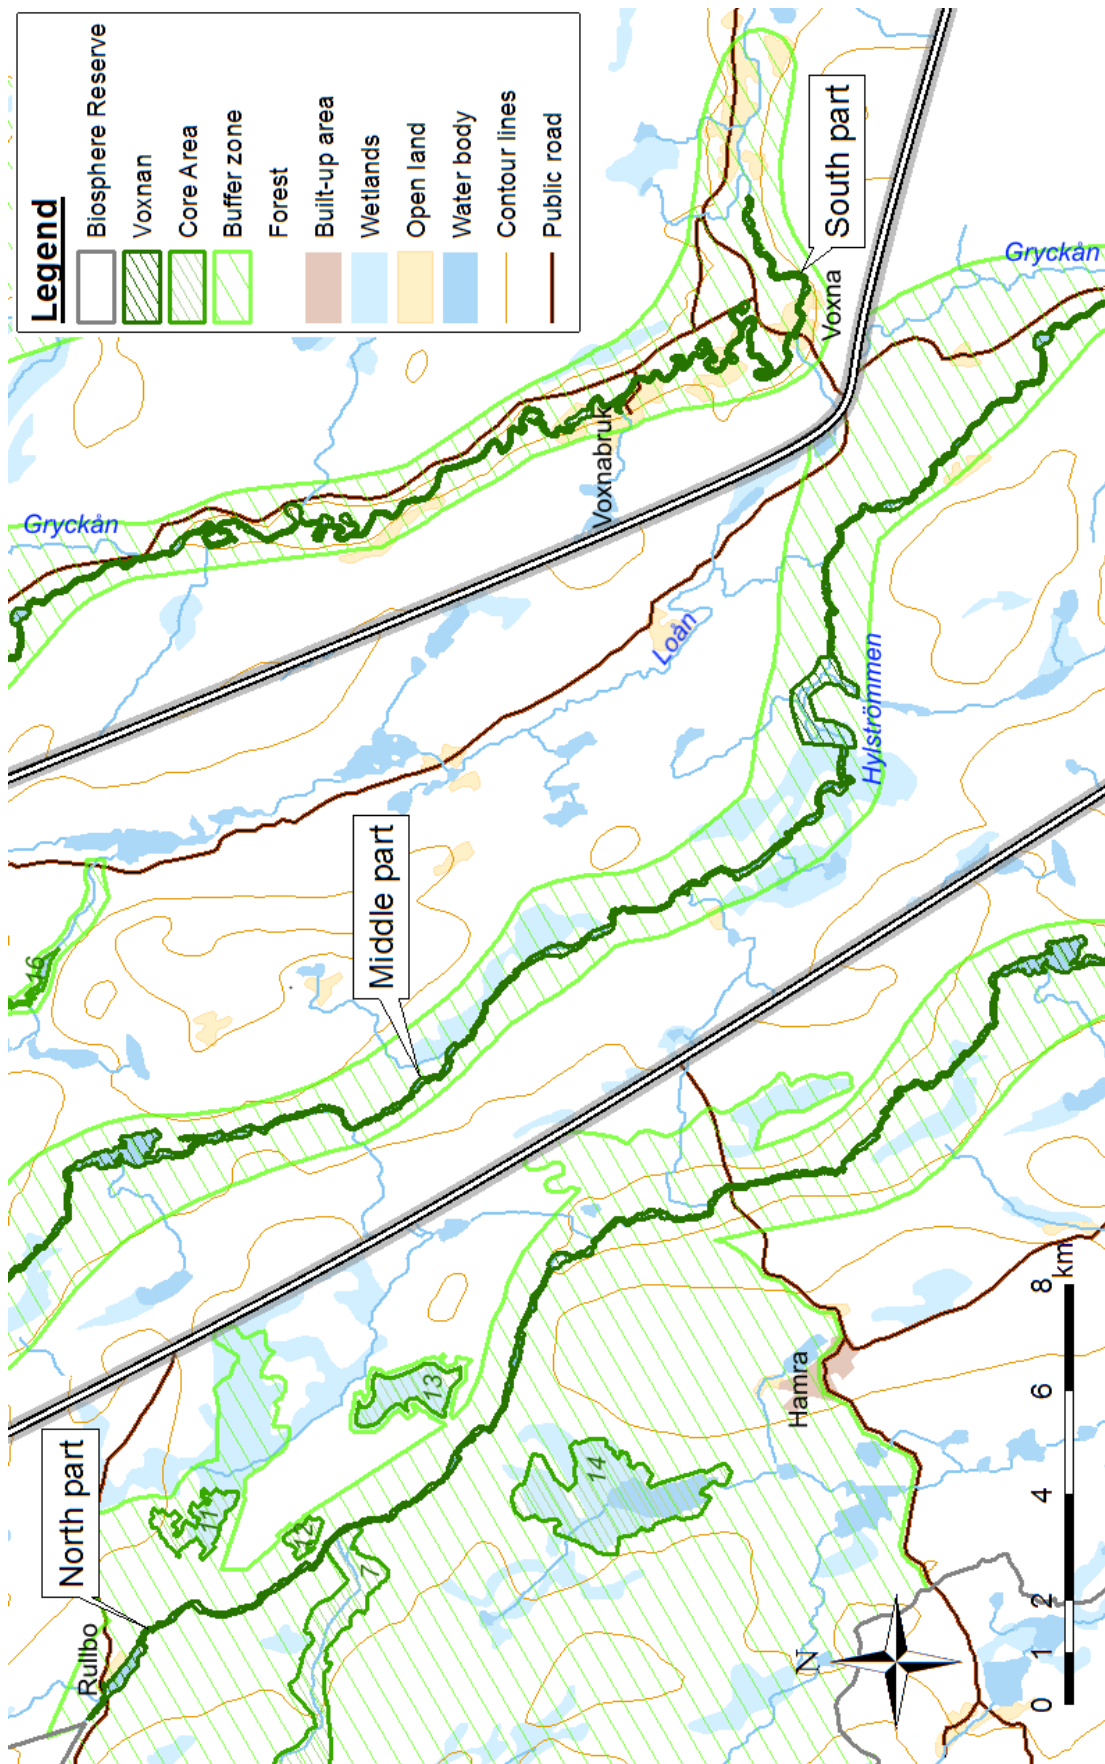 Legend
Biosphere Reserve
Voxnan
Core Area
Buffer zone
Forest
Built-up area
Wetlands
Open land
Water body
Contour lines
Public road
South part
Voxna
Gryckån
Voxnabruk
Gryckån
Loån
Hylströmmen
Middle part
16
North part
Rullbo
11
12
13
7
14
Hamra
N
0
1
2
4
6
8
km